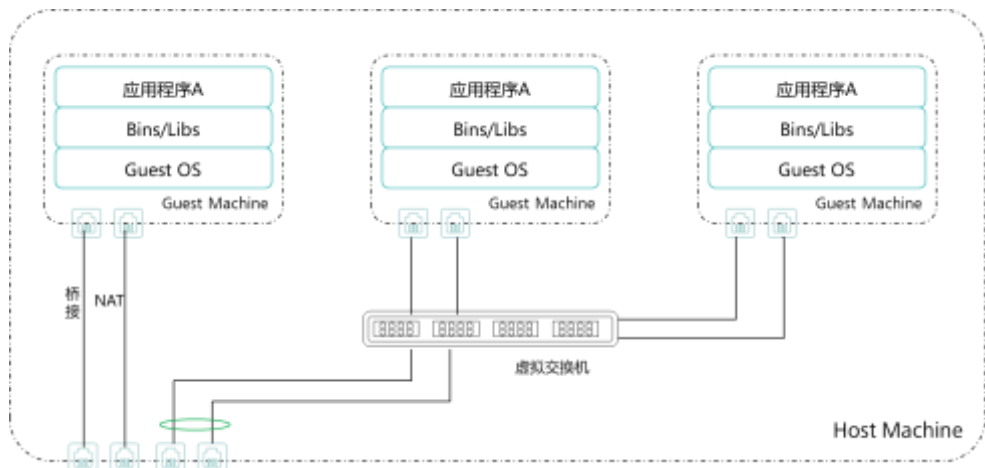 应用程序A
Bins/Libs
Guest OS
Guest Machine
应用程序A
Bins/Libs
Guest OS
Guest Machine
应用程序A
Bins/Libs
Guest OS
Guest Machine
桥接
NAT
虚拟交换机
Host Machine